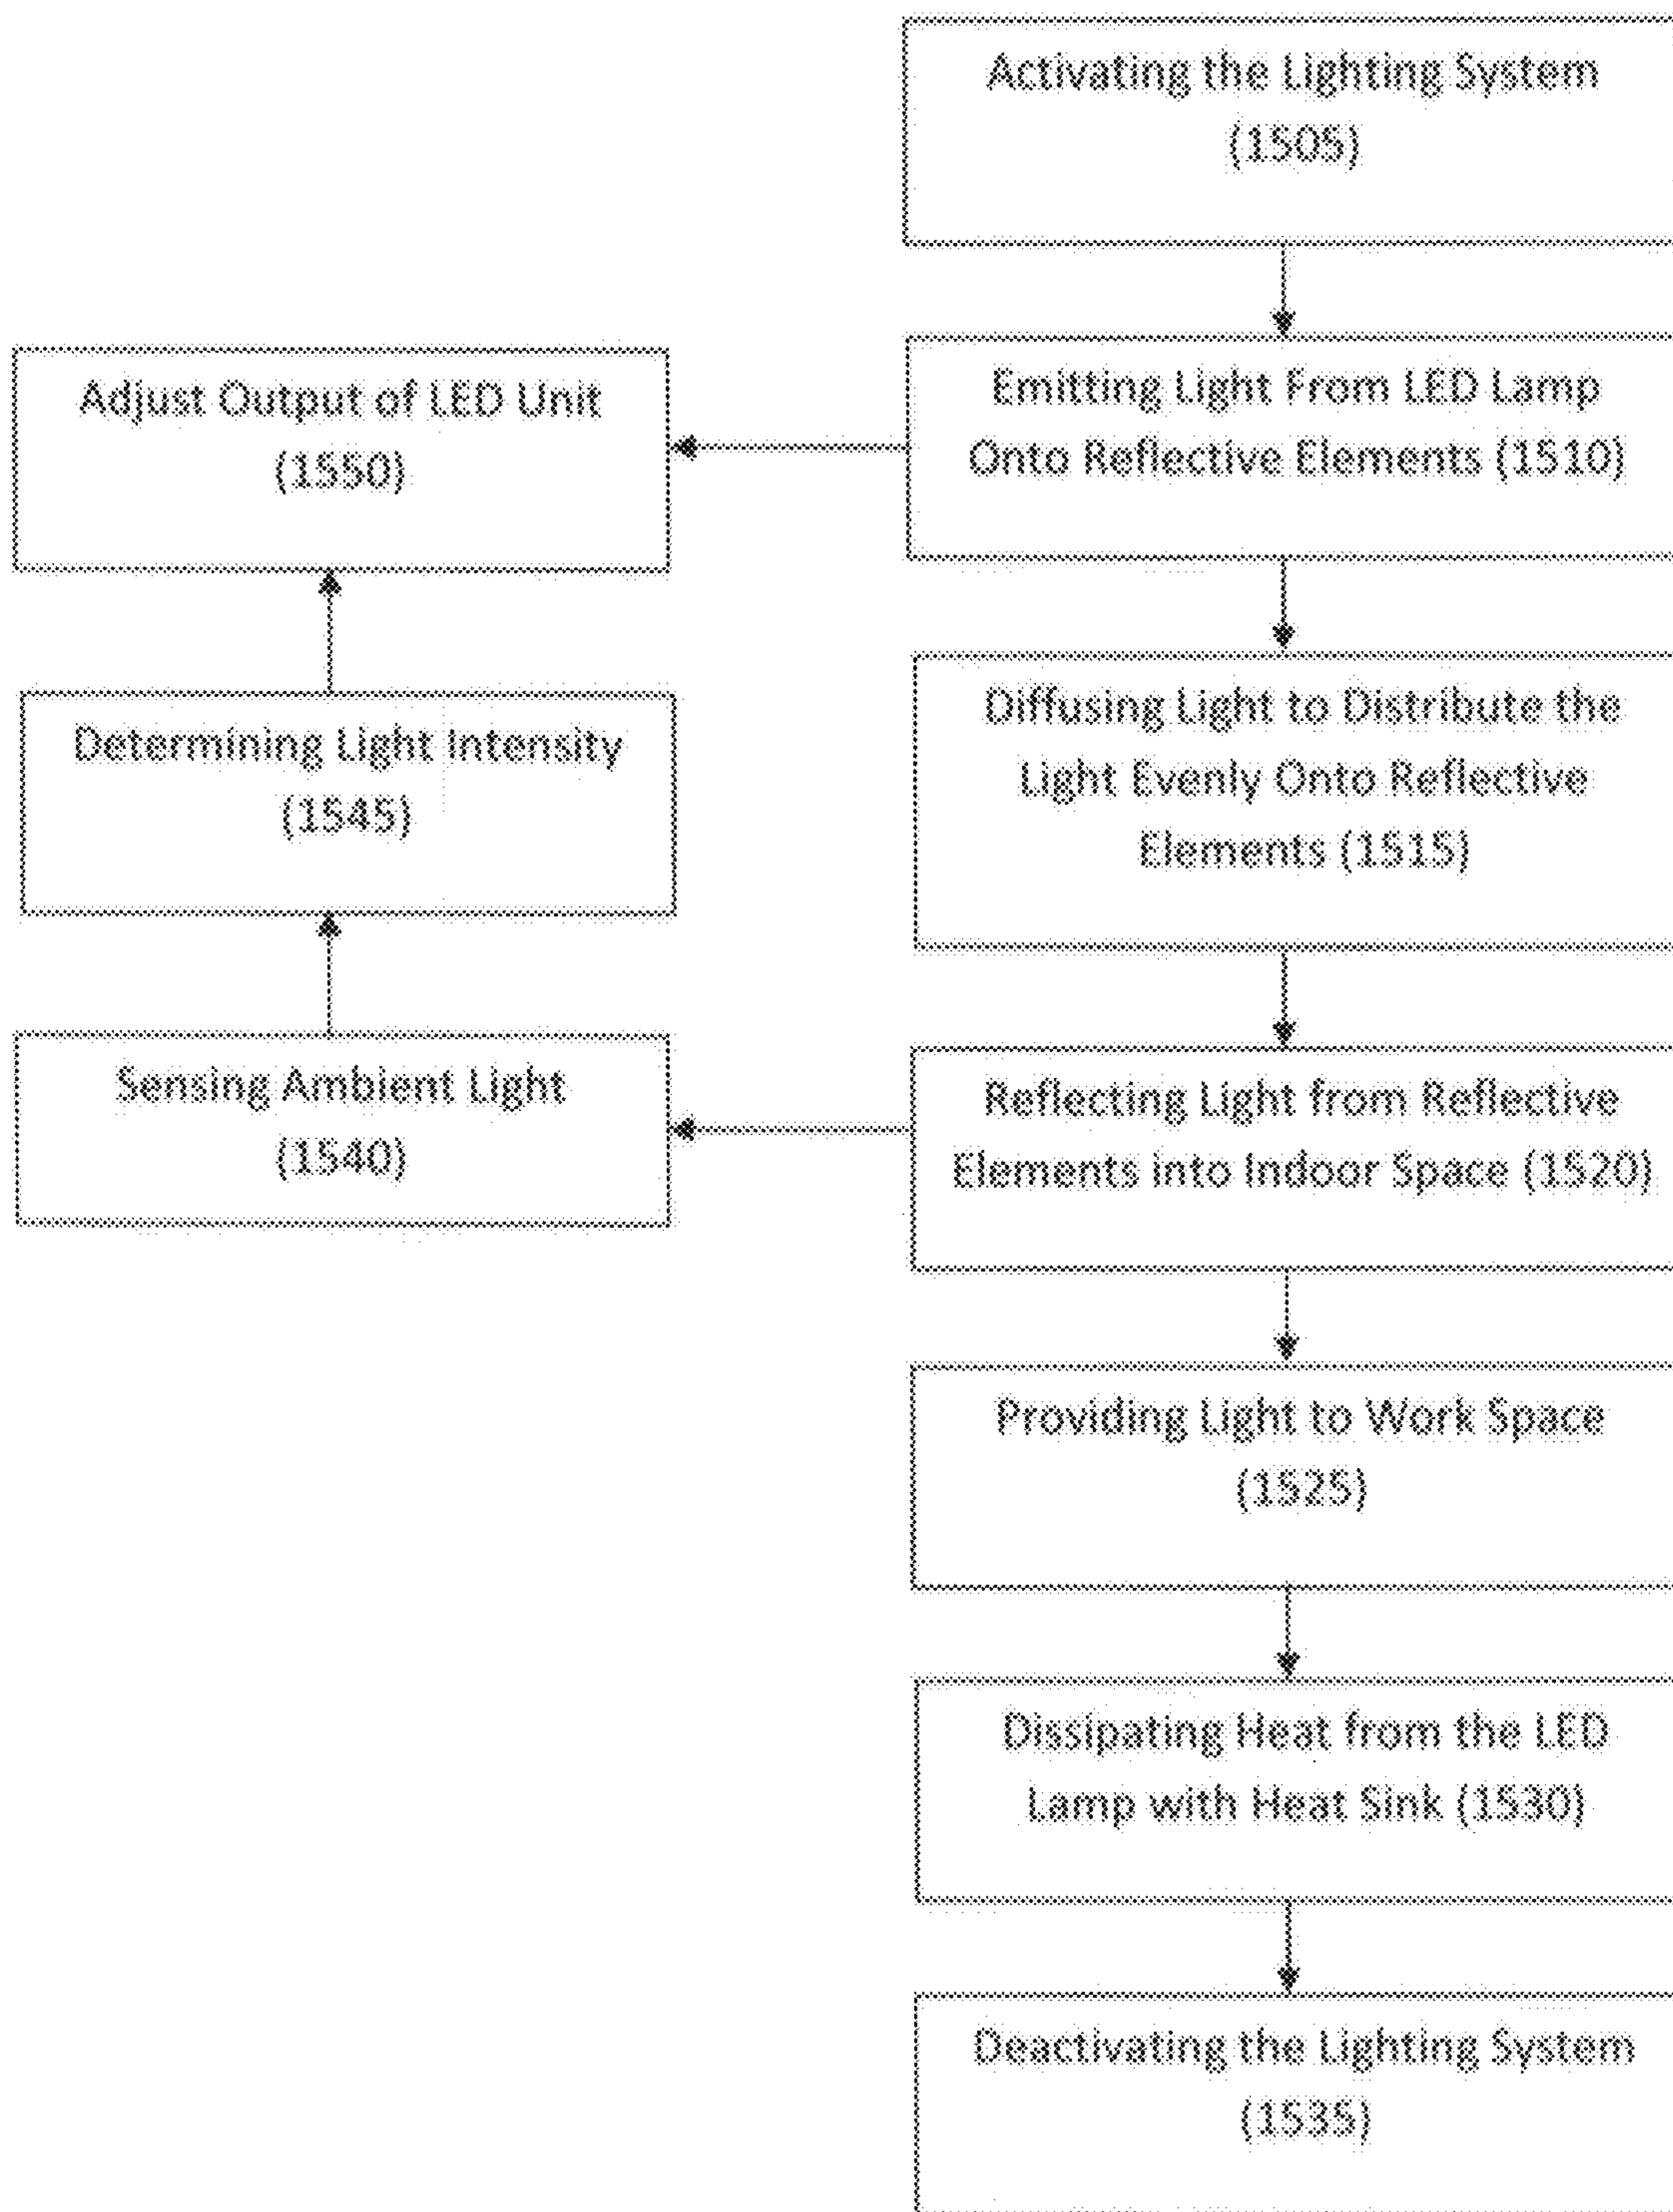 Activating the Lighting System
(1505)
Adjust Output of LED Unit
(1550)
Emitting Light From LED Lamp
Onto Reflective Elements (1510)
Determining Light Intensity
(1545)
Diffusing Light to Distribute the
Light Evenly Onto Reflective
Elements (1515)
Sensing Ambient Light
(1540)
Reflecting Light from Reflective
Elements into Indoor Space (1520)
Providing Light to Work Space
(1525)
Dissipating Heat from the LED
Lamp with Heat Sink (1530)
Deactivating the Lighting System
(1535)